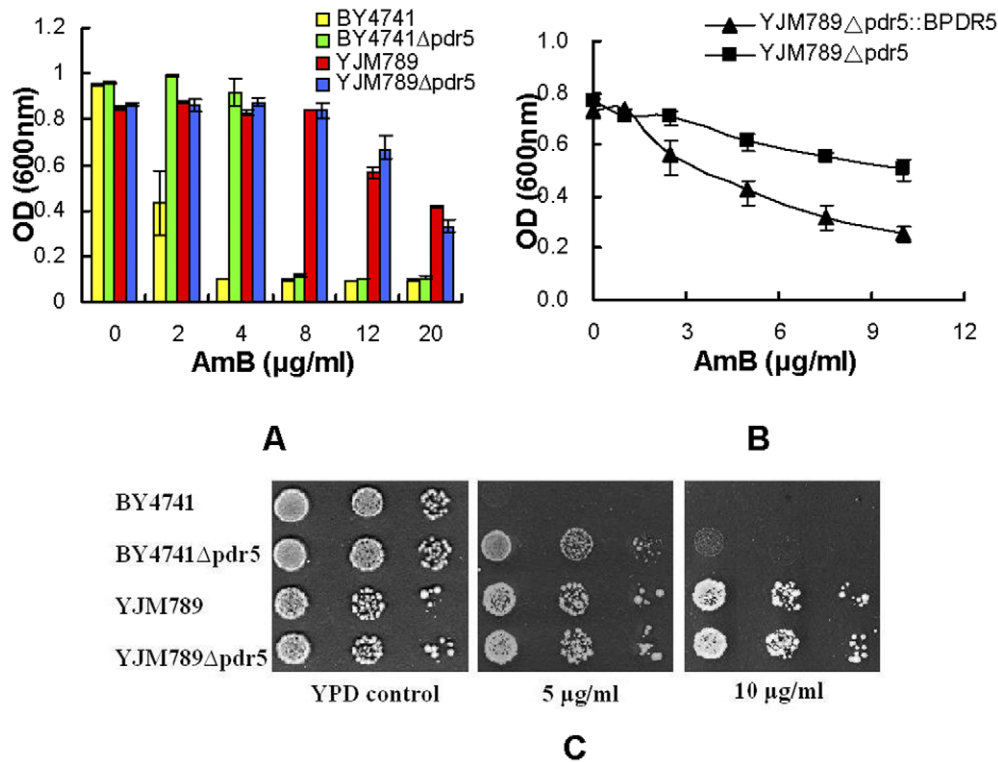 BY4741
BY4741Δpdr5
YJM789
YJM789Δpdr5
OD (600nm)
1.2
1
0.8
0.6
0.4
0.2
0
0 2 4 8 12 20
AmB (µg/ml)
A
YJM789△pdr5::BPDR5
YJM789△pdr5
OD (600nm)
1.0
0.8
0.6
0.4
0.2
0.0
0 3 6 9 12
AmB (µg/ml)
B
BY4741
BY4741Δpdr5
YJM789
YJM789Δpdr5
YPD control
5 µg/ml
10 µg/ml
C